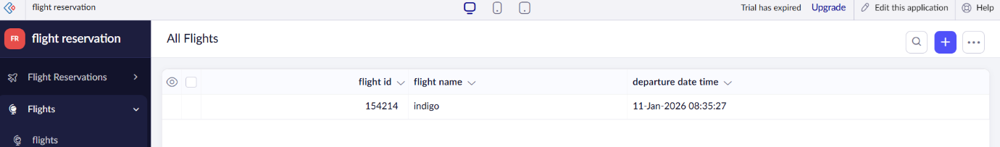 flight reservation
Trial has expired Upgrade Edit this application Help
FR flight reservation
All Flights
Flight Reservations
flight id flight name departure date time
Flights
154214 indigo 11-Jan-2026 08:35:27
flights